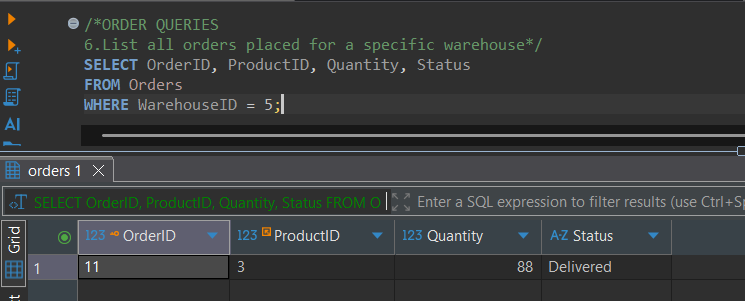 /*ORDER QUERIES
6.List all orders placed for a specific warehouse*/
SELECT OrderID, ProductID, Quantity, Status
FROM Orders
WHERE WarehouseID = 5;
AI
orders 1
SELECT OrderID, ProductID, Quantity, Status FROM O
Enter a SQL expression to filter results (use Ctrl+Sp
Grid
123 OrderID
123 ProductID
123 Quantity
A-Z Status
1 11 3 88 Delivered